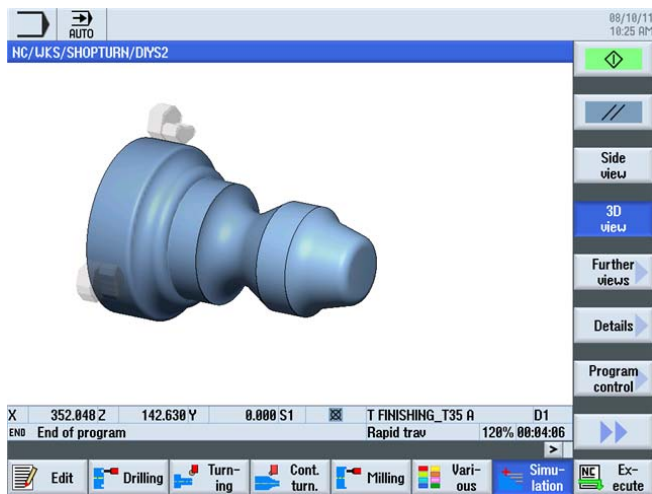 AUTO
08/10/11
10:25 AM
NC/WKS/SHOPTURN/DIYS2
Side
view
3D
view
Further
views
Details
Program
control
X 352.048 Z 142.630 Y 0.000 S1 T FINISHING_T35 A D1
END End of program Rapid trav 120% 00:04:06
>
Edit
Drilling
Turn-
ing
Cont.
turn.
Milling
Vari-
ous
Simu-
lation
NC Ex-
ecute